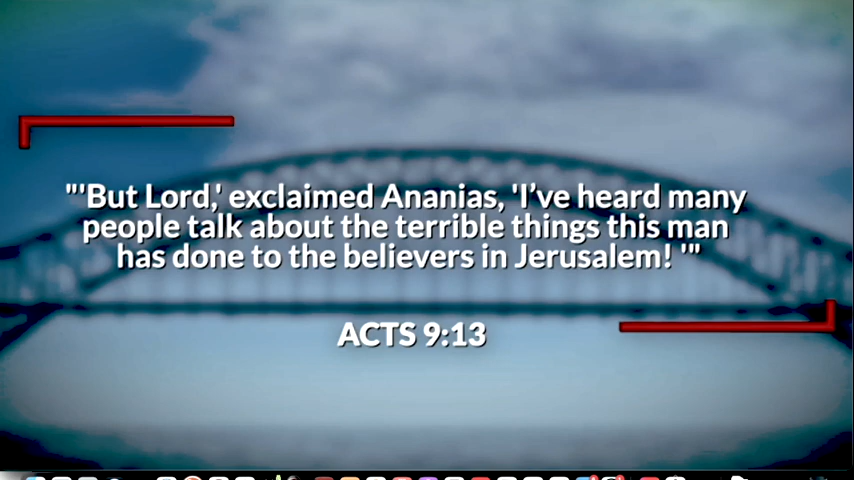 "'But Lord,' exclaimed Ananias, 'I’ve heard many
people talk about the terrible things this man
has done to the believers in Jerusalem! '"
ACTS 9:13